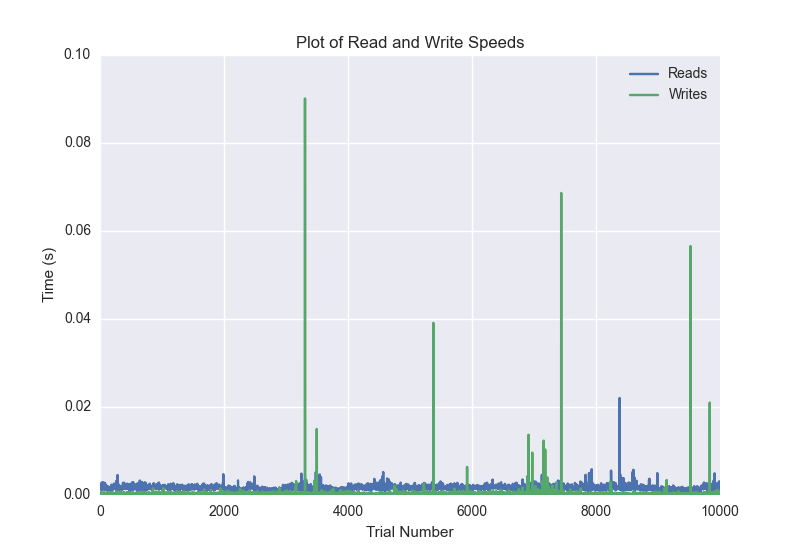 Plot of Read and Write Speeds
0.10
0.08
0.06
0.04
0.02
0.00
Time (s)
Reads
Writes
0 2000 4000 6000 8000 10000
Trial Number